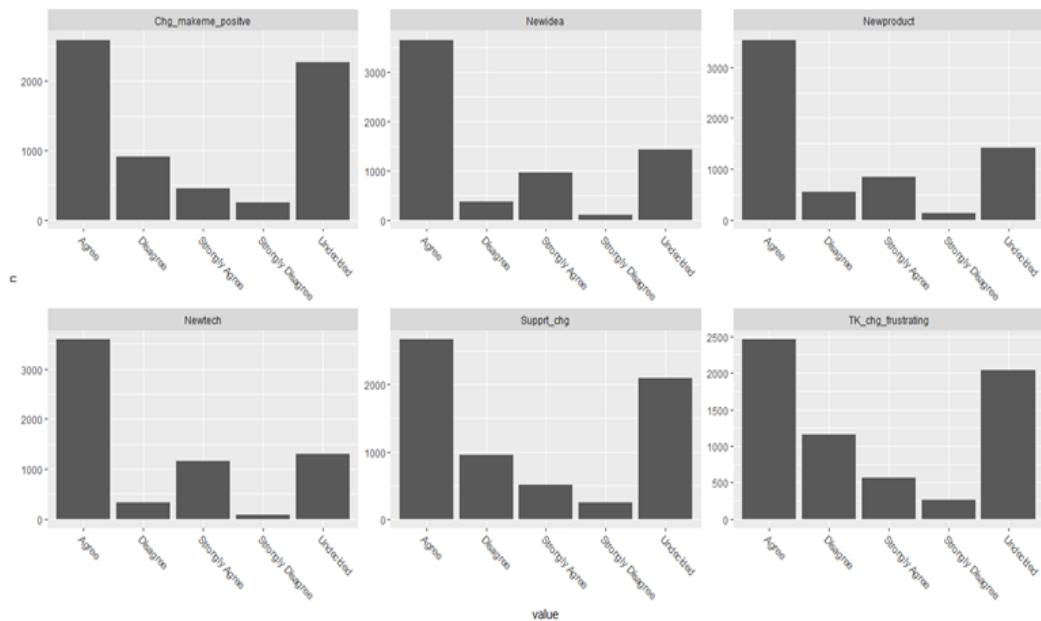 Chg_makeme_positve
Newidea
Newproduct
2000
1000
0
3000
2000
1000
0
3000
2000
1000
0
Agree
Disagree
Strongly Agree
Strongly Disagree
Undecided
Agree
Disagree
Strongly Agree
Strongly Disagree
Undecided
Agree
Disagree
Strongly Agree
Strongly Disagree
Undecided
n
Newtech
Supprt_chg
TK_chg_frustrating
3000
2000
1000
0
2000
1000
0
2500
2000
1500
1000
500
0
Agree
Disagree
Strongly Agree
Strongly Disagree
Undecided
Agree
Disagree
Strongly Agree
Strongly Disagree
Undecided
Agree
Disagree
Strongly Agree
Strongly Disagree
Undecided
value